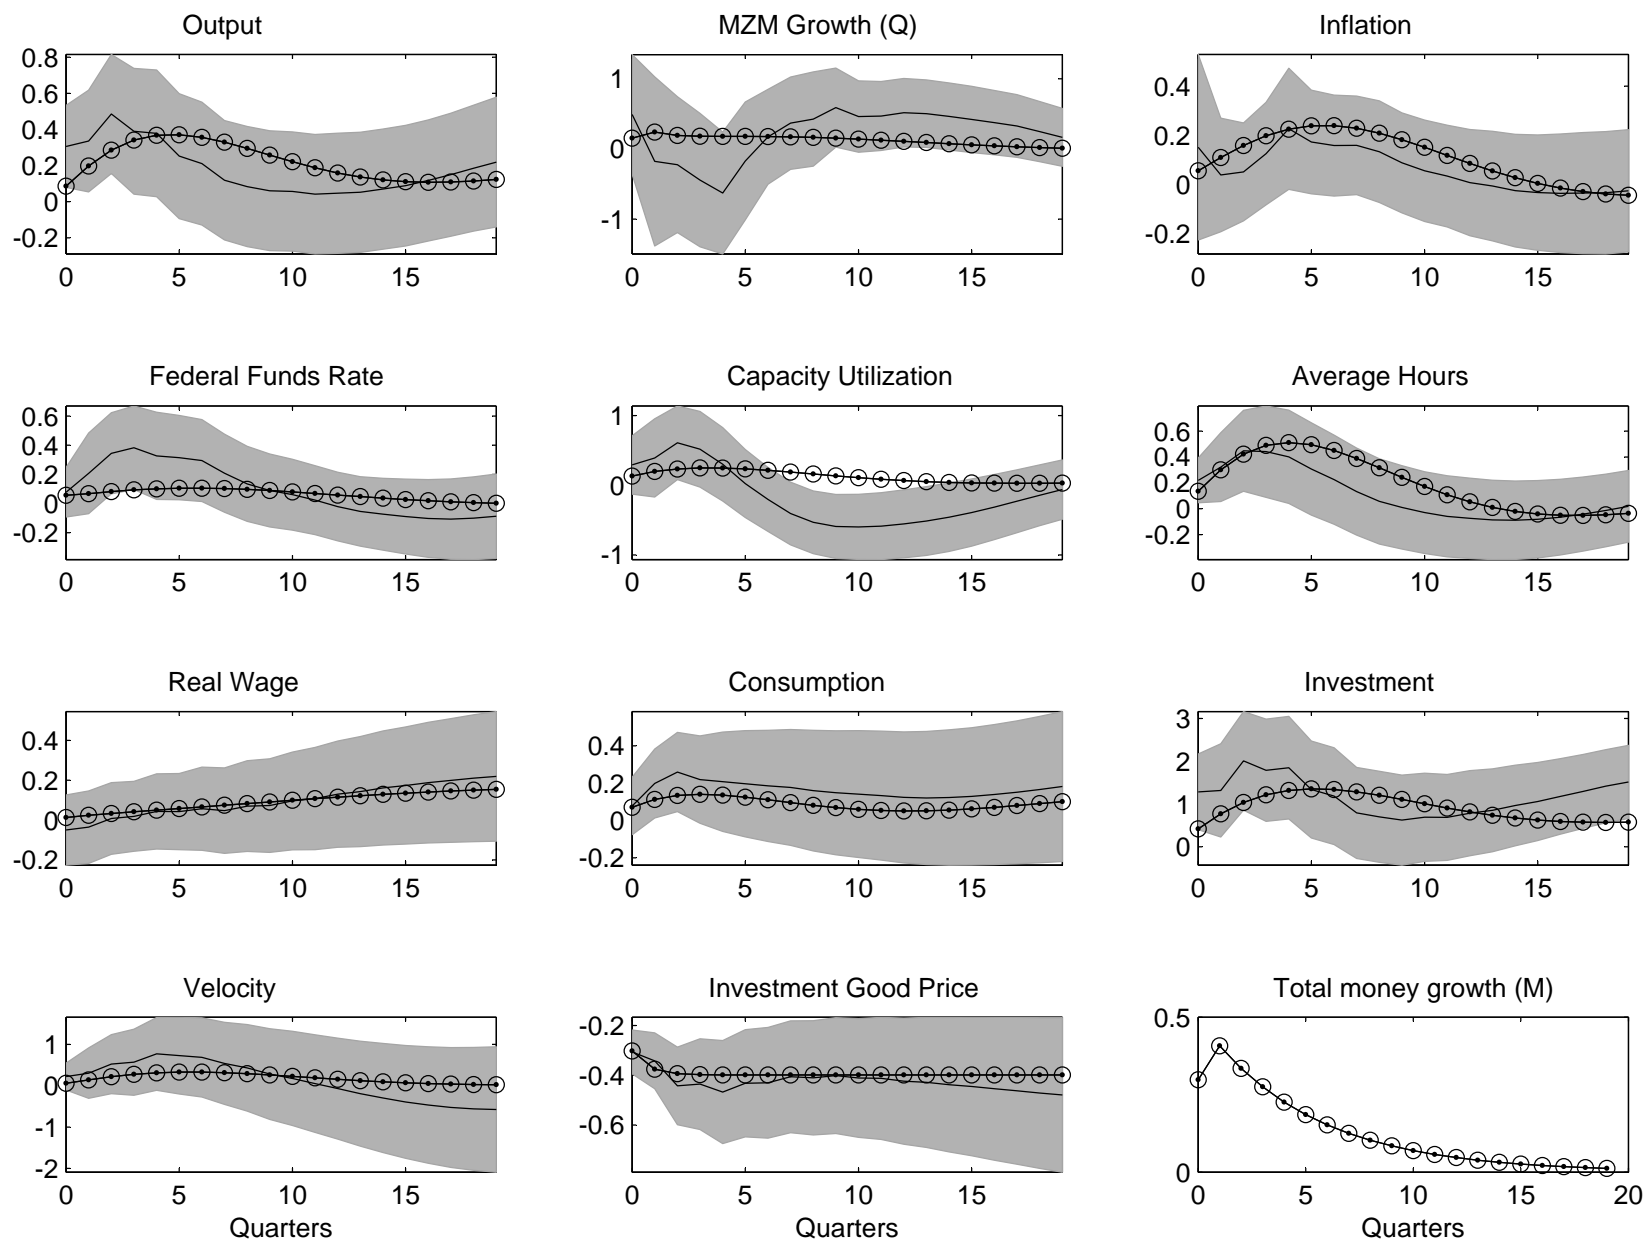 Output
MZM Growth (Q)
Inflation
0.8
0.6
0.4
0.2
0
-0.2
0 5 10 15
1
0
-1
0 5 10 15
0.4
0.2
0
-0.2
0 5 10 15
Federal Funds Rate
Capacity Utilization
Average Hours
0.6
0.4
0.2
0
-0.2
0 5 10 15
1
0
-1
0 5 10 15
0.6
0.4
0.2
0
-0.2
0 5 10 15
Real Wage
Consumption
Investment
0.4
0.2
0
-0.2
0 5 10 15
0.4
0.2
0
-0.2
0 5 10 15
3
2
1
0
0 5 10 15
Velocity
Investment Good Price
Total money growth (M)
1
0
-1
-2
0 5 10 15
Quarters
-0.2
-0.4
-0.6
0 5 10 15
Quarters
0.5
0
0 5 10 15 20
Quarters